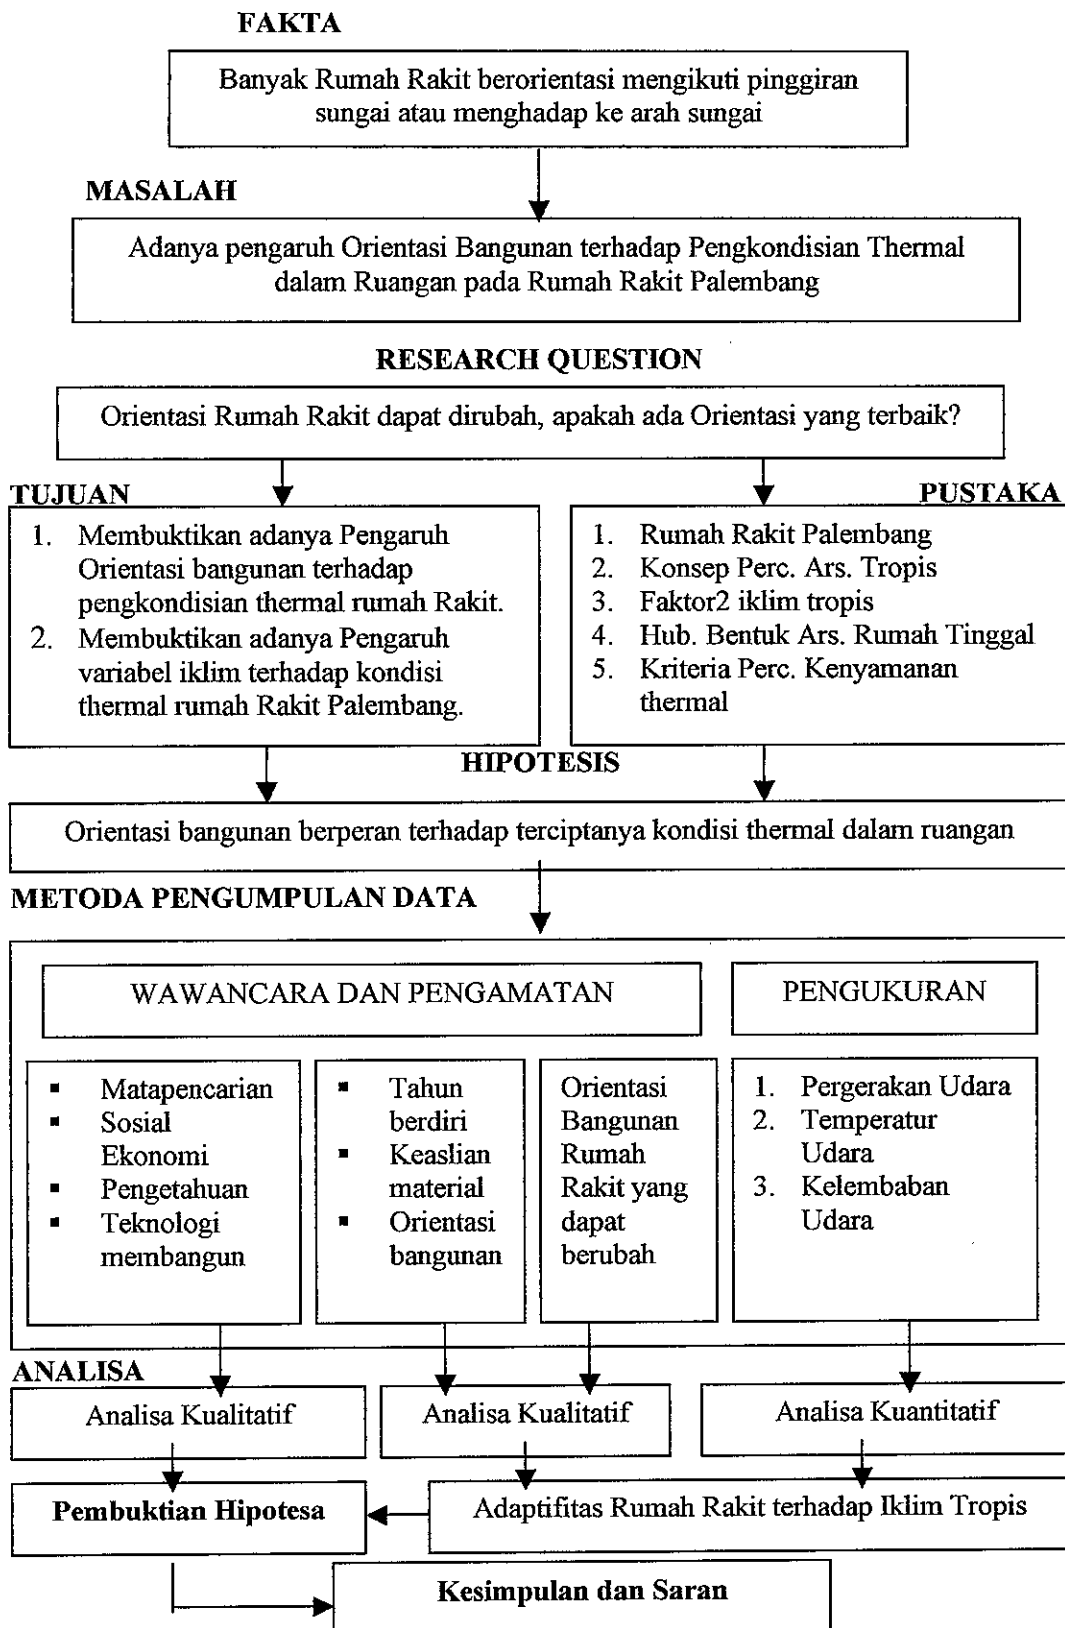 FAKTA
Banyak Rumah Rakit berorientasi mengikuti pinggiran
sungai atau menghadap ke arah sungai
MASALAH
Adanya pengaruh Orientasi Bangunan terhadap Pengkondisian Thermal
dalam Ruangan pada Rumah Rakit Palembang
RESEARCH QUESTION
Orientasi Rumah Rakit dapat dirubah, apakah ada Orientasi yang terbaik?
TUJUAN
1. Membuktikan adanya Pengaruh
Orientasi bangunan terhadap
pengkondisian thermal rumah Rakit.
2. Membuktikan adanya Pengaruh
variabel iklim terhadap kondisi
thermal rumah Rakit Palembang.
PUSTAKA
1. Rumah Rakit Palembang
2. Konsep Perc. Ars. Tropis
3. Faktor2 iklim tropis
4. Hub. Bentuk Ars. Rumah Tinggal
5. Kriteria Perc. Kenyamanan
thermal
HIPOTESIS
Orientasi bangunan berperan terhadap terciptanya kondisi thermal dalam ruangan
METODA PENGUMPULAN DATA
WAWANCARA DAN PENGAMATAN
▪ Matapencarian
▪ Sosial
Ekonomi
▪ Pengetahuan
▪ Teknologi
membangun
▪ Tahun
berdiri
▪ Keaslian
material
▪ Orientasi
bangunan
Orientasi
Bangunan
Rumah
Rakit yang
dapat
berubah
PENGUKURAN
1. Pergerakan Udara
2. Temperatur
Udara
3. Kelembaban
Udara
ANALISA
Analisa Kualitatif
Analisa Kualitatif
Analisa Kuantitatif
Pembuktian Hipotesa
Adaptifitas Rumah Rakit terhadap Iklim Tropis
Kesimpulan dan Saran